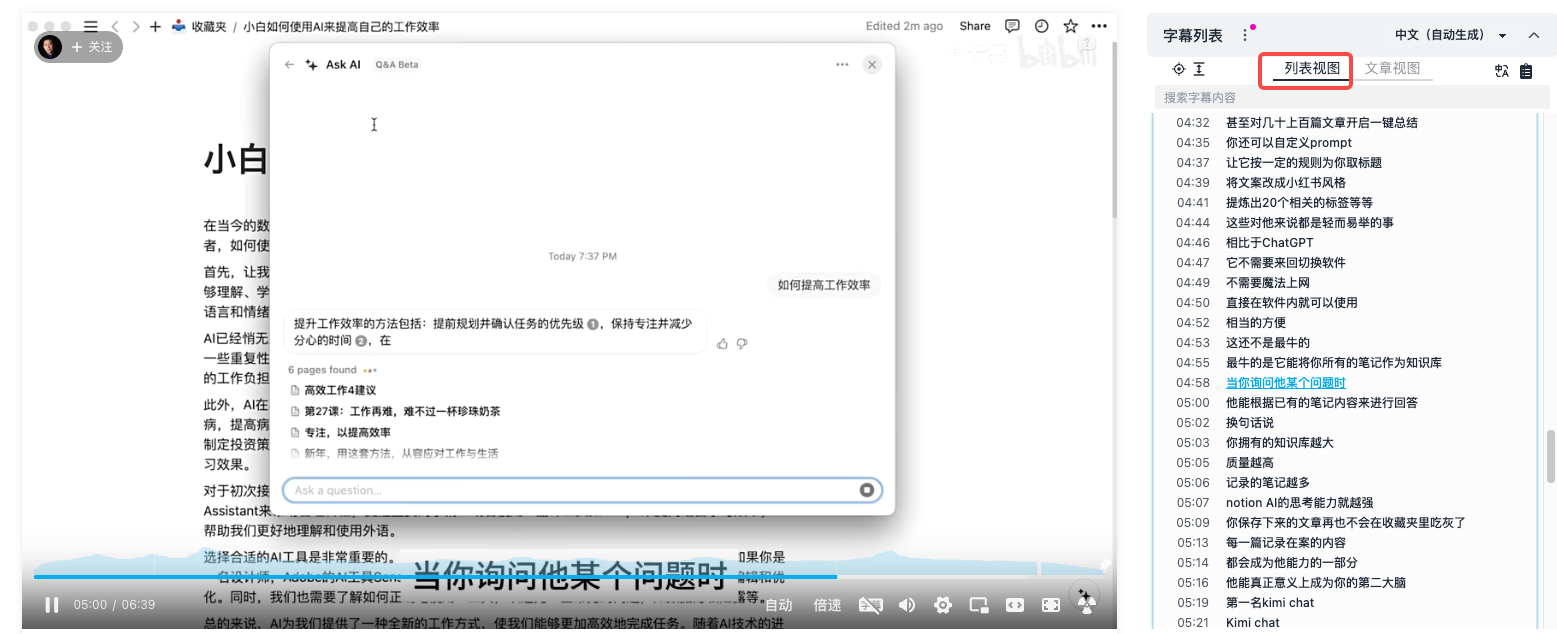 收藏夹 / 小白如何使用AI来提高自己的工作效率
Edited 2m ago Share
+ 关注
bilibili
Ask AI Q&A Beta
小白
在当今的数
者，如何使
首先，让我
够理解、学
语言和情绪
AI已经悄无
一些重复性
的工作负担
此外，AI在
病，提高病
制定投资策
习效果。
对于初次接
Assistant来
帮助我们更好地理解和使用外语。
选择合适的AI工具是非常重要的。
如果你是
一名设计师，Adobe的AI工具Sens
化。同时，我们也需要了解如何正
露等。
总的来说，AI为我们提供了一种全新的工作方式，使我们能够更加高效地完成任务。随着AI技术的进
Today 7:37 PM
如何提高工作效率
提升工作效率的方法包括：提前规划并确认任务的优先级 1，保持专注并减少
分心的时间 2，在
6 pages found
高效工作4建议
第27课：工作再难，难不过一杯珍珠奶茶
专注，以提高效率
新年，用这套方法，从容应对工作与生活
Ask a question...
当你询问他某个问题时
05:00 / 06:39
自动 倍速
字幕列表
中文（自动生成）
列表视图 文章视图
搜索字幕内容
04:32 甚至对几十上百篇文章开启一键总结
04:35 你还可以自定义prompt
04:37 让它按一定的规则为你取标题
04:39 将文案改成小红书风格
04:41 提炼出20个相关的标签等等
04:44 这些对他来说都是轻而易举的事
04:46 相比于ChatGPT
04:47 它不需要来回切换软件
04:49 不需要魔法上网
04:50 直接在软件内就可以使用
04:52 相当的方便
04:53 这还不是最牛的
04:55 最牛的是它能将你所有的笔记作为知识库
04:58 当你询问他某个问题时
05:00 他能根据已有的笔记内容来进行回答
05:02 换句话说
05:03 你拥有的知识库越大
05:05 质量越高
05:06 记录的笔记越多
05:07 notion AI的思考能力就越强
05:09 你保存下来的文章再也不会在收藏夹里吃灰了
05:13 每一篇记录在案的内容
05:14 都会成为他能力的一部分
05:16 他能真正意义上成为你的第二大脑
05:19 第一名kimi chat
05:21 Kimi chat